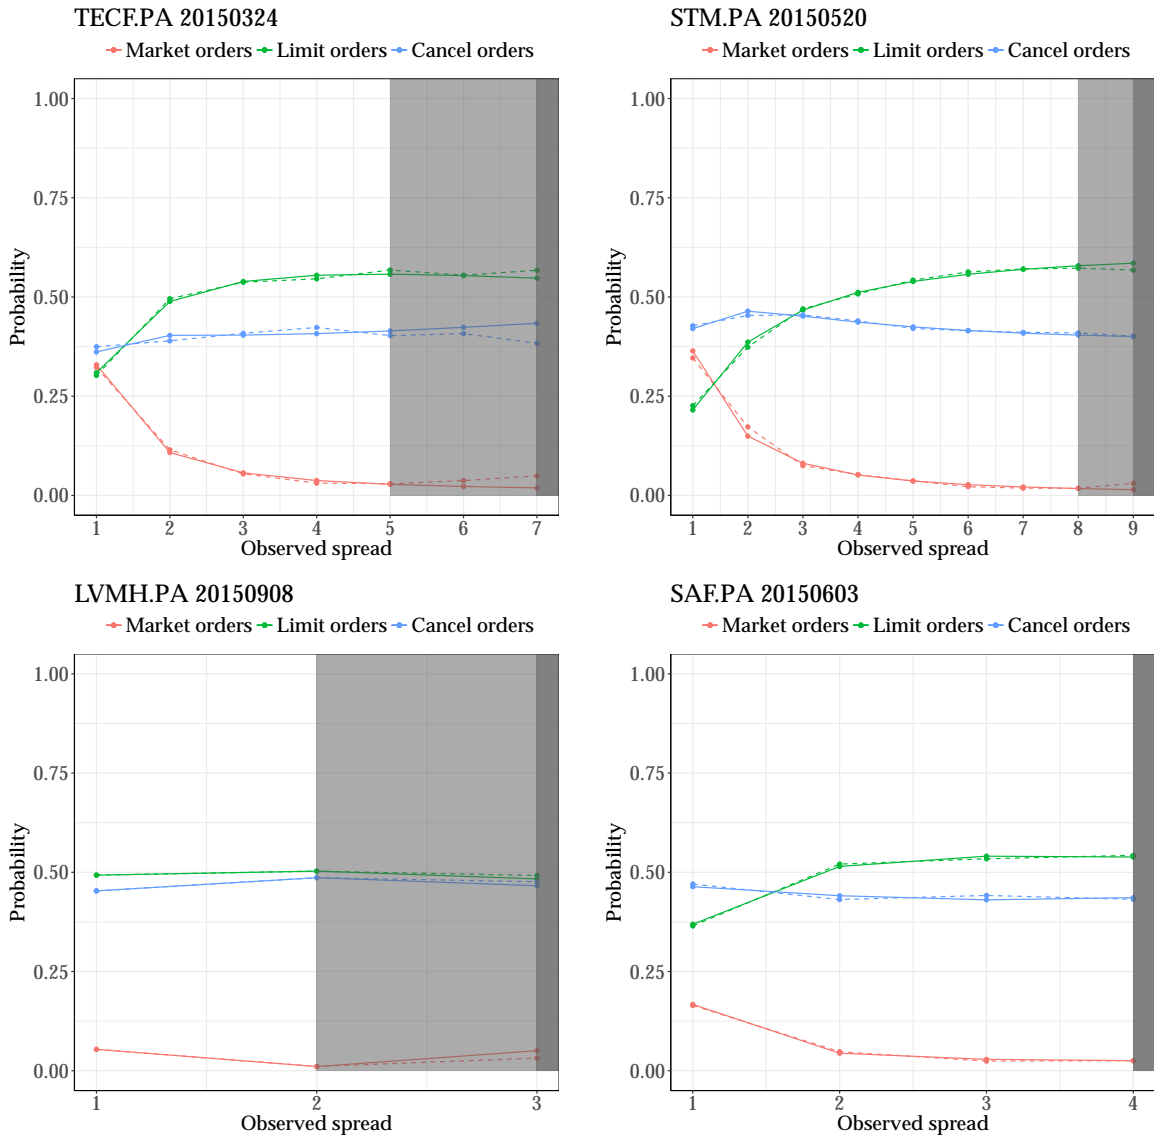 TECF.PA 20150324
Market orders Limit orders Cancel orders
1.00
0.75
0.50
0.25
0.00
Probability
1 2 3 4 5 6 7
Observed spread
STM.PA 20150520
Market orders Limit orders Cancel orders
1.00
0.75
0.50
0.25
0.00
Probability
1 2 3 4 5 6 7 8 9
Observed spread
LVMH.PA 20150908
Market orders Limit orders Cancel orders
1.00
0.75
0.50
0.25
0.00
Probability
1 2 3
Observed spread
SAF.PA 20150603
Market orders Limit orders Cancel orders
1.00
0.75
0.50
0.25
0.00
Probability
1 2 3 4
Observed spread